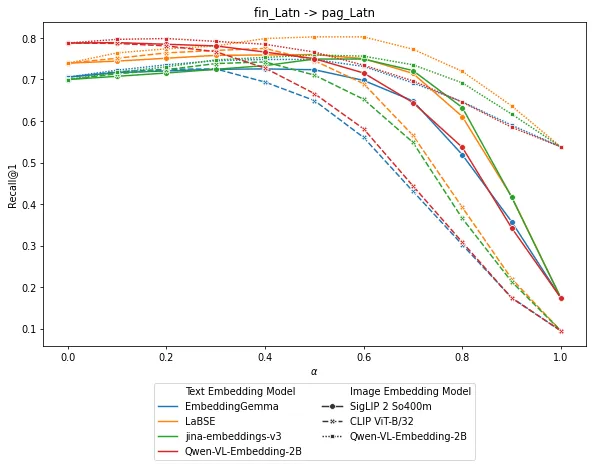 fin_Latn -> pag_Latn
0.8
0.7
0.6
0.5
0.4
0.3
0.2
0.1
Recall@1
0.0 0.2 0.4 0.6 0.8 1.0
α
Text Embedding Model Image Embedding Model
EmbeddingGemma SigLIP 2 So400m
LaBSE CLIP ViT-B/32
jina-embeddings-v3 Qwen-VL-Embedding-2B
Qwen-VL-Embedding-2B